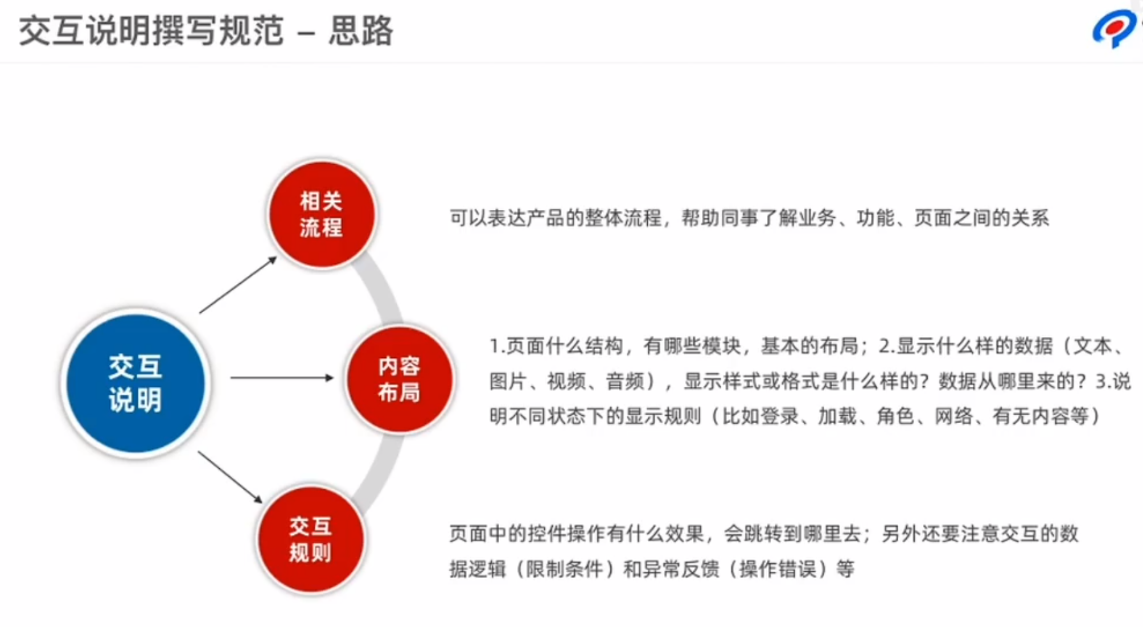 交互说明撰写规范 – 思路
相关
流程
可以表达产品的整体流程，帮助同事了解业务、功能、页面之间的关系
交互
说明
内容
布局
1.页面什么结构，有哪些模块，基本的布局；2.显示什么样的数据（文本、
图片、视频、音频），显示样式或格式是什么样的？数据从哪里来的？3.说
明不同状态下的显示规则（比如登录、加载、角色、网络、有无内容等）
交互
规则
页面中的控件操作有什么效果，会跳转到哪里去；另外还要注意交互的数
据逻辑（限制条件）和异常反馈（操作错误）等